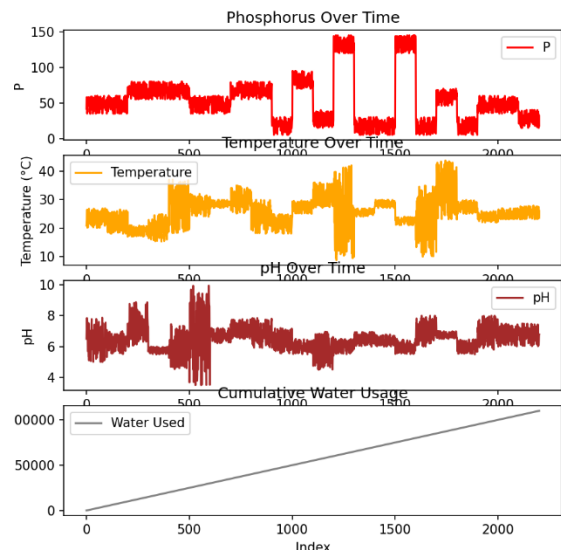 Phosphorus Over Time
150
100
50
0
P
P
0 500 1000 1500 2000
Temperature Over Time
40
30
20
10
Temperature (°C)
Temperature
0 500 1000 1500 2000
pH Over Time
10
8
6
4
pH
pH
0 500 1000 1500 2000
Cumulative Water Usage
00000
50000
0
Water Used
0 500 1000 1500 2000
Index